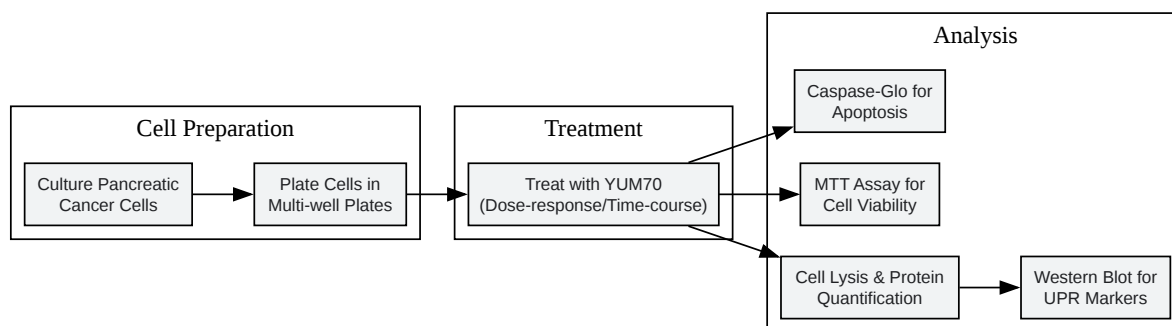 Cell Preparation
Culture Pancreatic
Cancer Cells
Plate Cells in
Multi-well Plates
Treatment
Treat with YUM70
(Dose-response/Time-course)
Analysis
Caspase-Glo for
Apoptosis
MTT Assay for
Cell Viability
Cell Lysis & Protein
Quantification
Western Blot for
UPR Markers